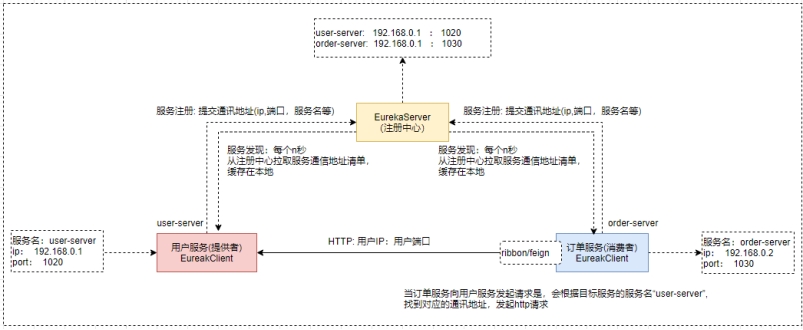 user-server: 192.168.0.1 : 1020
order-server: 192.168.0.1 : 1030
服务注册: 提交通讯地址(ip,端口，服务名等)
EurekaServer
(注册中心)
服务注册: 提交通讯地址(ip,端口，服务名等)
服务发现：每个n秒
从注册中心拉取服务通信地址清单，
缓存在本地
服务发现：每个n秒
从注册中心拉取服务通信地址清单，
缓存在本地
user-server
order-server
服务名：user-server
ip： 192.168.0.1
port： 1020
用户服务(提供者)
EureakClient
HTTP: 用户IP：用户端口
ribbon/feign
订单服务(消费者)
EureakClient
服务名：order-server
ip： 192.168.0.2
port： 1030
当订单服务向用户服务发起请求是，会根据目标服务的服务名“user-server”,
找到对应的通讯地址，发起http请求